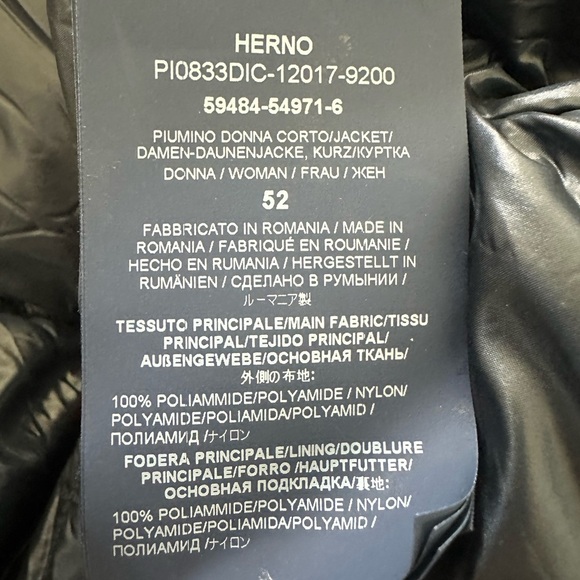 HERNO
PI0833DIC-12017-9200
59484-54971-6
PIUMINO DONNA CORTO/JACKET/
DAMEN-DAUNENJACKE, KURZ/КУРТКА
DONNA / WOMAN / FRAU / ЖЕН
52
FABBRICATO IN ROMANIA / MADE IN
ROMANIA / FABRIQUÉ EN ROUMANIE /
HECHO EN RUMANIA / HERGESTELLT IN
RUMÄNIEN / СДЕЛАНО В РУМЫНИИ /
ルーマニア製
TESSUTO PRINCIPALE/MAIN FABRIC/TISSU
PRINCIPAL/TEJIDO PRINCIPAL/
AUßENGEWEBE/ОСНОВНАЯ ТКАНЬ/
外側の布地:
100% POLIAMMIDE/POLYAMIDE / NYLON/
POLYAMIDE/POLIAMIDA/POLYAMID /
ПОЛИАМИД /ナイロン
FODERA PRINCIPALE/LINING/DOUBLURE
PRINCIPALE/FORRO /HAUPTFUTTER/
ОСНОВНАЯ ПОДКЛАДКА/裏地:
100% POLIAMMIDE/POLYAMIDE / NYLON/
POLYAMIDE/POLIAMIDA/POLYAMID /
ПОЛИАМИД /ナイロン